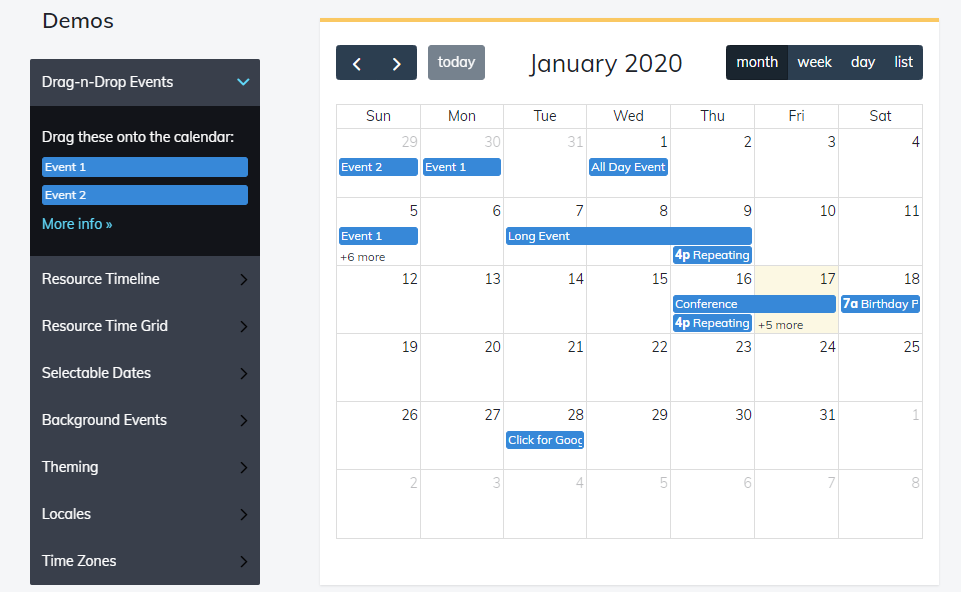 Demos
Drag-n-Drop Events
Drag these onto the calendar:
Event 1
Event 2
More info »
Resource Timeline
Resource Time Grid
Selectable Dates
Background Events
Theming
Locales
Time Zones
today
January 2020
month week day list
Sun Mon Tue Wed Thu Fri Sat
29 30 31 1 2 3 4
Event 2 Event 1 All Day Event
5 6 7 8 9 10 11
Event 1 Long Event
+6 more 4p Repeating
12 13 14 15 16 17 18
Conference 7a Birthday P
4p Repeating +5 more
19 20 21 22 23 24 25
26 27 28 29 30 31 1
Click for Goog
2 3 4 5 6 7 8